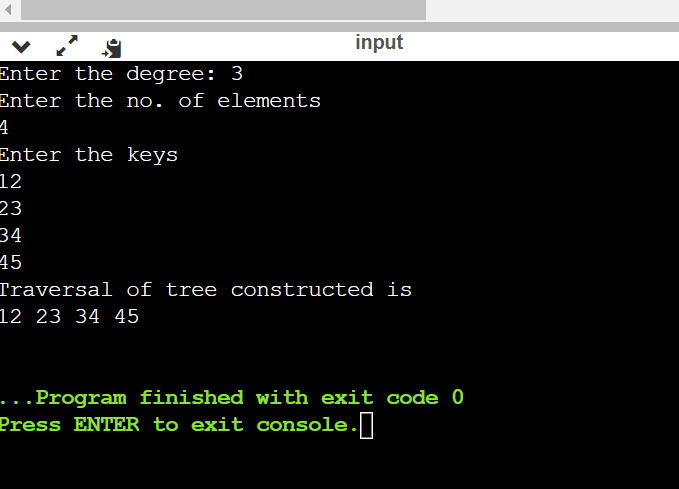 input
Enter the degree: 3
Enter the no. of elements
4
Enter the keys
12
23
34
45
Traversal of tree constructed is
12 23 34 45
...Program finished with exit code 0
Press ENTER to exit console.